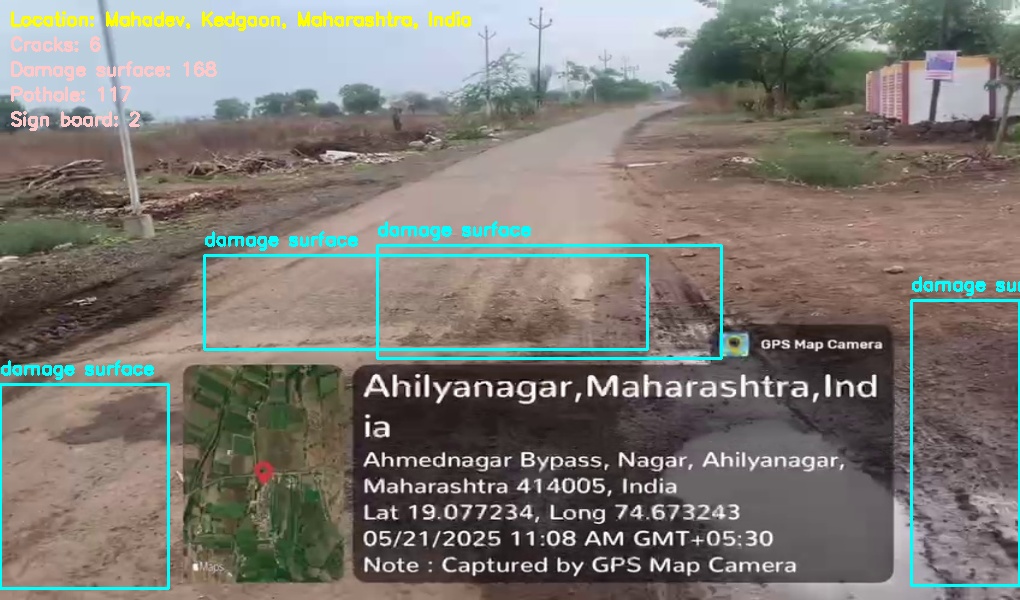 Location: Mahadev, Kedgaon, Maharashtra, India
Cracks: 6
Damage surface: 168
Pothole: 117
Sign board: 2
damage surface
damage surface
damage sur
damage surface
GPS Map Camera
Ahilyanagar,Maharashtra,Ind
ia
Ahmednagar Bypass, Nagar, Ahilyanagar,
Maharashtra 414005, India
Lat 19.077234, Long 74.673243
05/21/2025 11:08 AM GMT+05:30
Note : Captured by GPS Map Camera
Maps